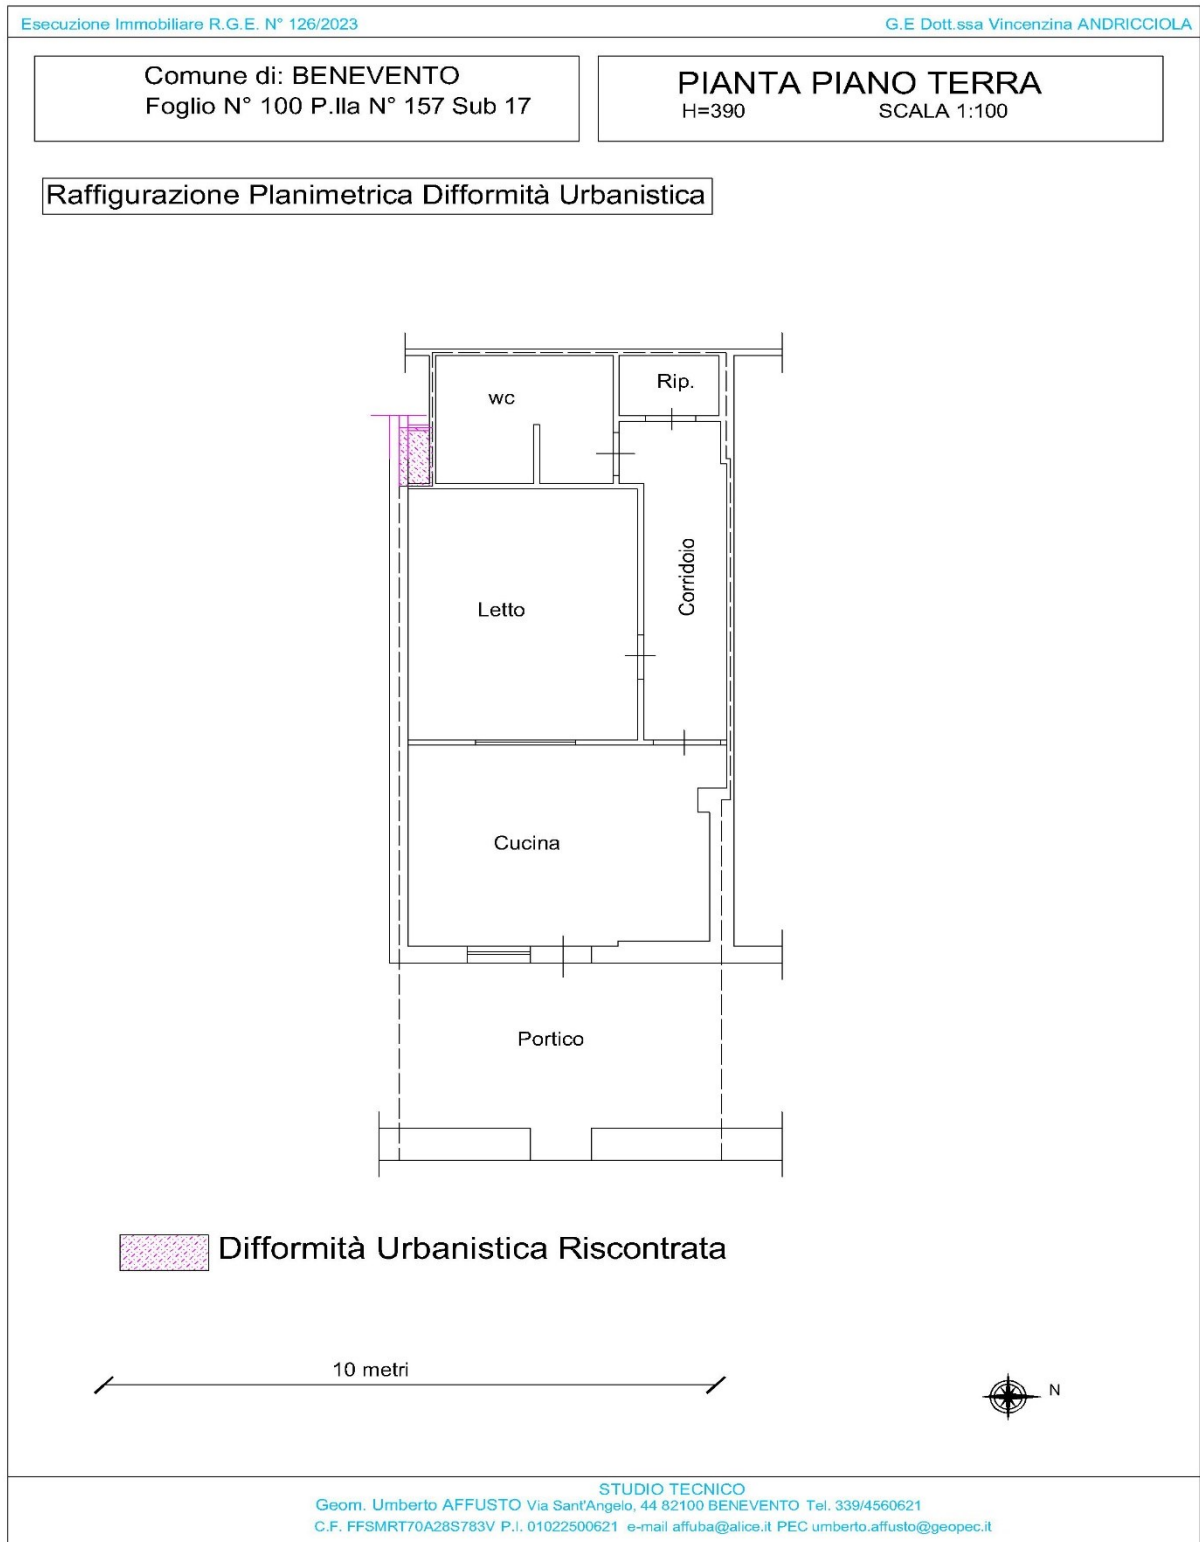 Esecuzione Immobiliare R.G.E. N° 126/2023
G.E Dott.ssa Vincenzina ANDRICCIOLA
Comune di: BENEVENTO
Foglio N° 100 P.lla N° 157 Sub 17
PIANTA PIANO TERRA
H=390 SCALA 1:100
Raffigurazione Planimetrica Difformità Urbanistica
wc
Rip.
Corridoio
Letto
Cucina
Portico
Difformità Urbanistica Riscontrata
10 metri
N
STUDIO TECNICO
Geom. Umberto AFFUSTO Via Sant'Angelo, 44 82100 BENEVENTO Tel. 339/4560621
C.F. FFSMRT70A28S783V P.I. 01022500621 e-mail affuba@alice.it PEC umberto.affusto@geopec.it